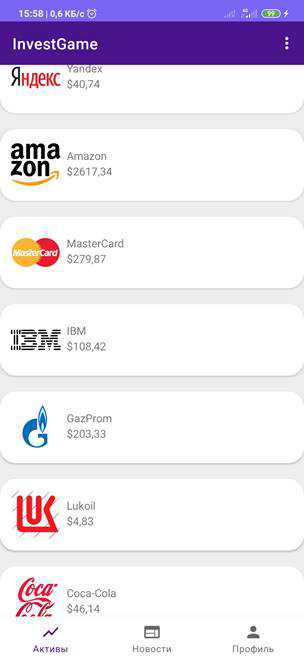 15:58 | 0,6 КБ/с
99
InvestGame
Яндекс
Yandex
$40,74
ama
zon
Amazon
$2617,34
MasterCard
MasterCard
$279,87
IBM
IBM
$108,42
GazProm
$203,33
LUK
Lukoil
$4,83
Coca-Cola
Coca-Cola
$46,14
Активы
Новости
Профиль